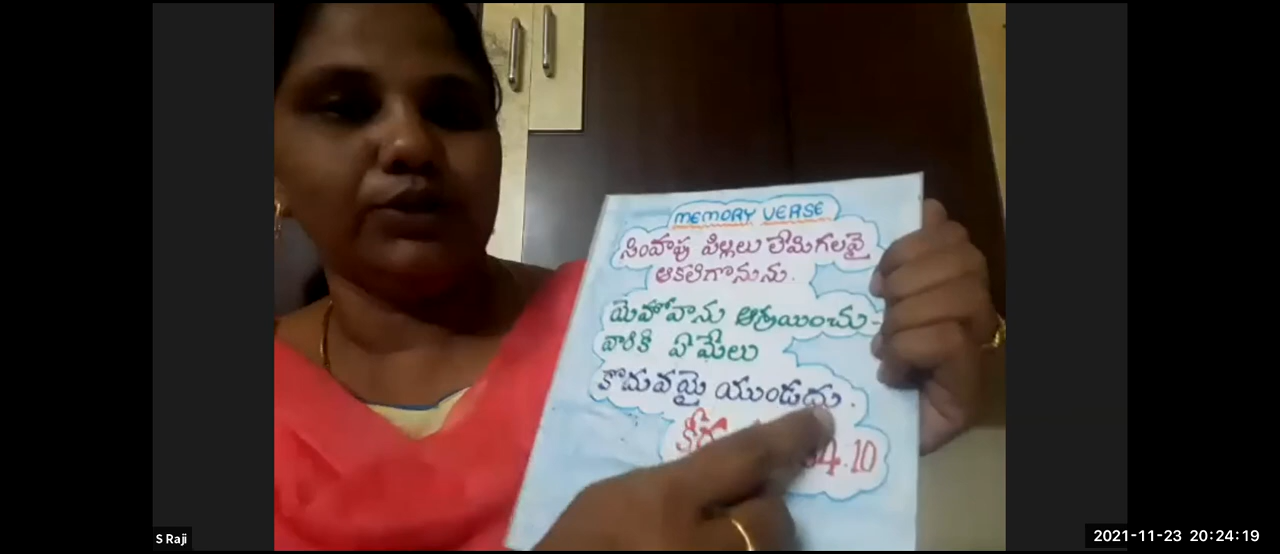 MEMORY VERSE
సింహపు పిల్లలు లేమిగలవై
ఆకలిగొనును.
యెహోవాను ఆశ్రయించు-
వారికి ఏ మేలు
కొదువయై యుండదు.
34.10
S Raji
2021-11-23 20:24:19